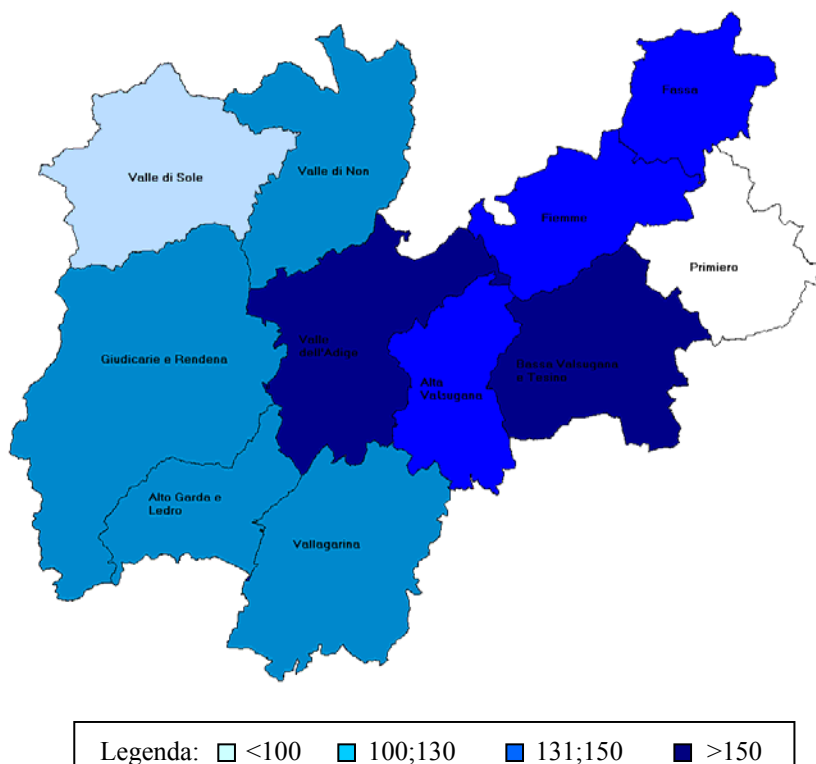 Fassa
Valle di Sole
Valle di Non
Fiemme
Primiero
Giudicarie e Rendena
Valle
dell'Adige
Bassa Valsugana
e Tesino
Alta
Valsugana
Alto Garda e
Ledro
Vallagarina
Legenda: <100 100;130 131;150 >150